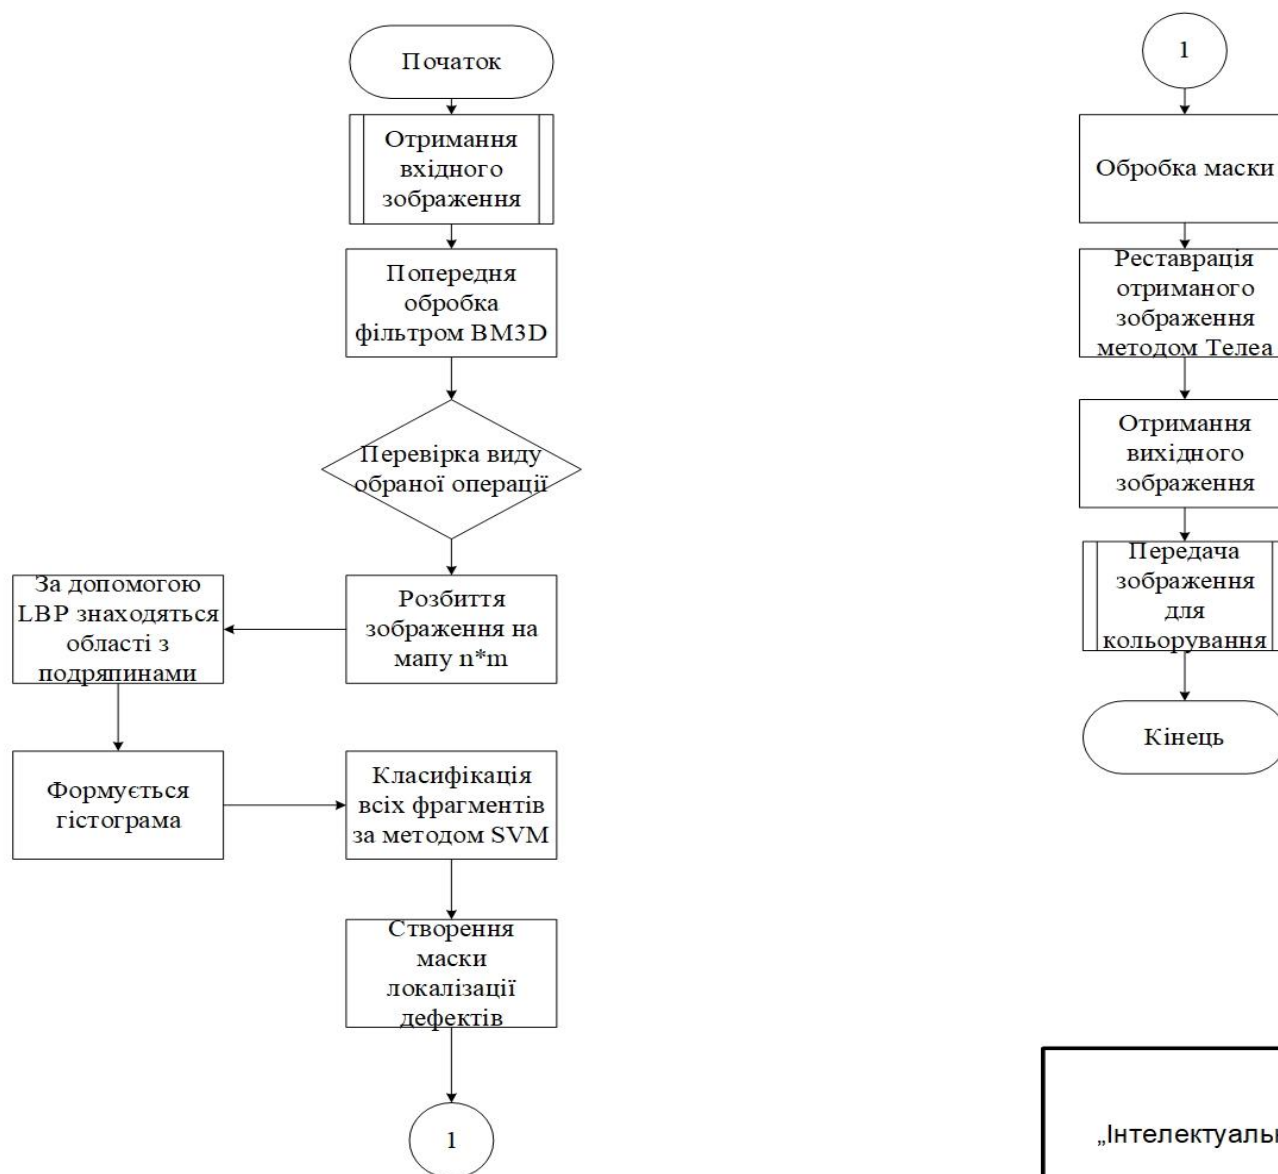 Початок
Отримання
вхідного
зображення
Попередня
обробка
фільтром BM3D
Перевірка виду
обраної операції
Розбиття
зображення на
мапу n*m
За допомогою
LBP знаходяться
області з
подряпинами
Формується
гістограма
Класифікація
всіх фрагментів
за методом SVM
Створення
маски
локалізації
дефектів
1
1
Обробка маски
Реставрація
отриманого
зображення
методом Телеа
Отримання
вихідного
зображення
Передача
зображення
для
кольорування
Кінець